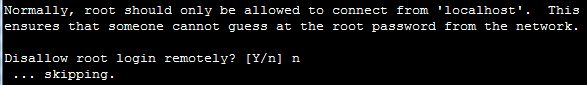 Normally, root should only be allowed to connect from 'localhost'.  This
ensures that someone cannot guess at the root password from the network.
Disallow root login remotely? [Y/n] n
 ... skipping.